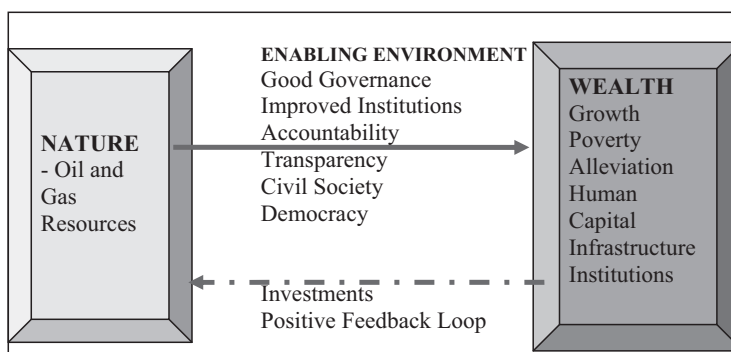 NATURE
- Oil and
Gas
Resources
ENABLING ENVIRONMENT
Good Governance
Improved Institutions
Accountability
Transparency
Civil Society
Democracy
Investments
Positive Feedback Loop
WEALTH
Growth
Poverty
Alleviation
Human
Capital
Infrastructure
Institutions